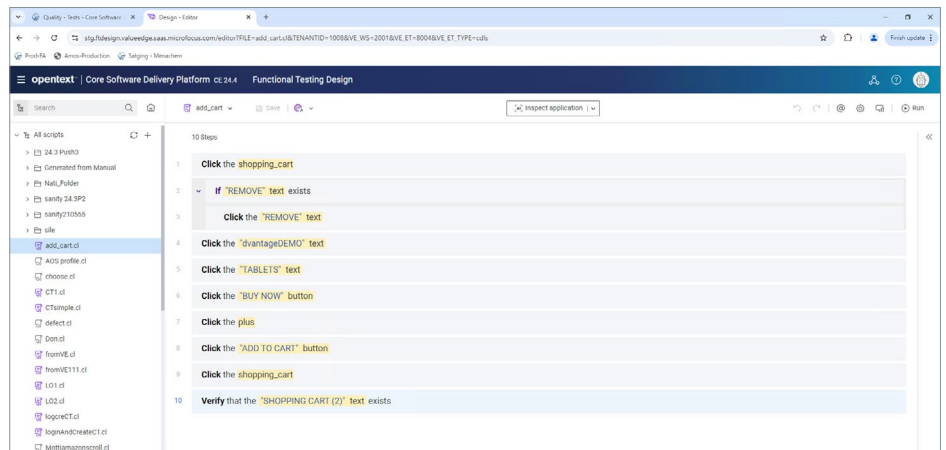 Quality - Tests - Core Software
Design - Editor
stg.ftdesign.valueedge.saas.microfocus.com/editor?FILE=add_cart.cl&TENANTID=1008&VE_WS=2001&VE_ET=8004&VE_ET_TYPE=cdls
Finish update
Prod-FA Amos-Production Satging - Menachem
opentext™ | Core Software Delivery Platform CE 24.4 Functional Testing Design
Search
add_cart Save
Inspect application
Run
All scripts
10 Steps
24.3 Push3
Generated from Manual
Nati_Folder
sanity 24.3P2
sanity210555
sile
add_cart.cl
AOS profile.cl
choose.cl
CT1.cl
CTsimple.cl
defect.cl
Don.cl
fromVE.cl
fromVE111.cl
LO1.cl
LO2.cl
logcreCT.cl
loginAndCreateCT.cl
Mottiamazonscroll.cl
1 Click the shopping_cart
2 If "REMOVE" text exists
3 Click the "REMOVE" text
4 Click the "dvantageDEMO" text
5 Click the "TABLETS" text
6 Click the "BUY NOW" button
7 Click the plus
8 Click the "ADD TO CART" button
9 Click the shopping_cart
10 Verify that the "SHOPPING CART (2)" text exists